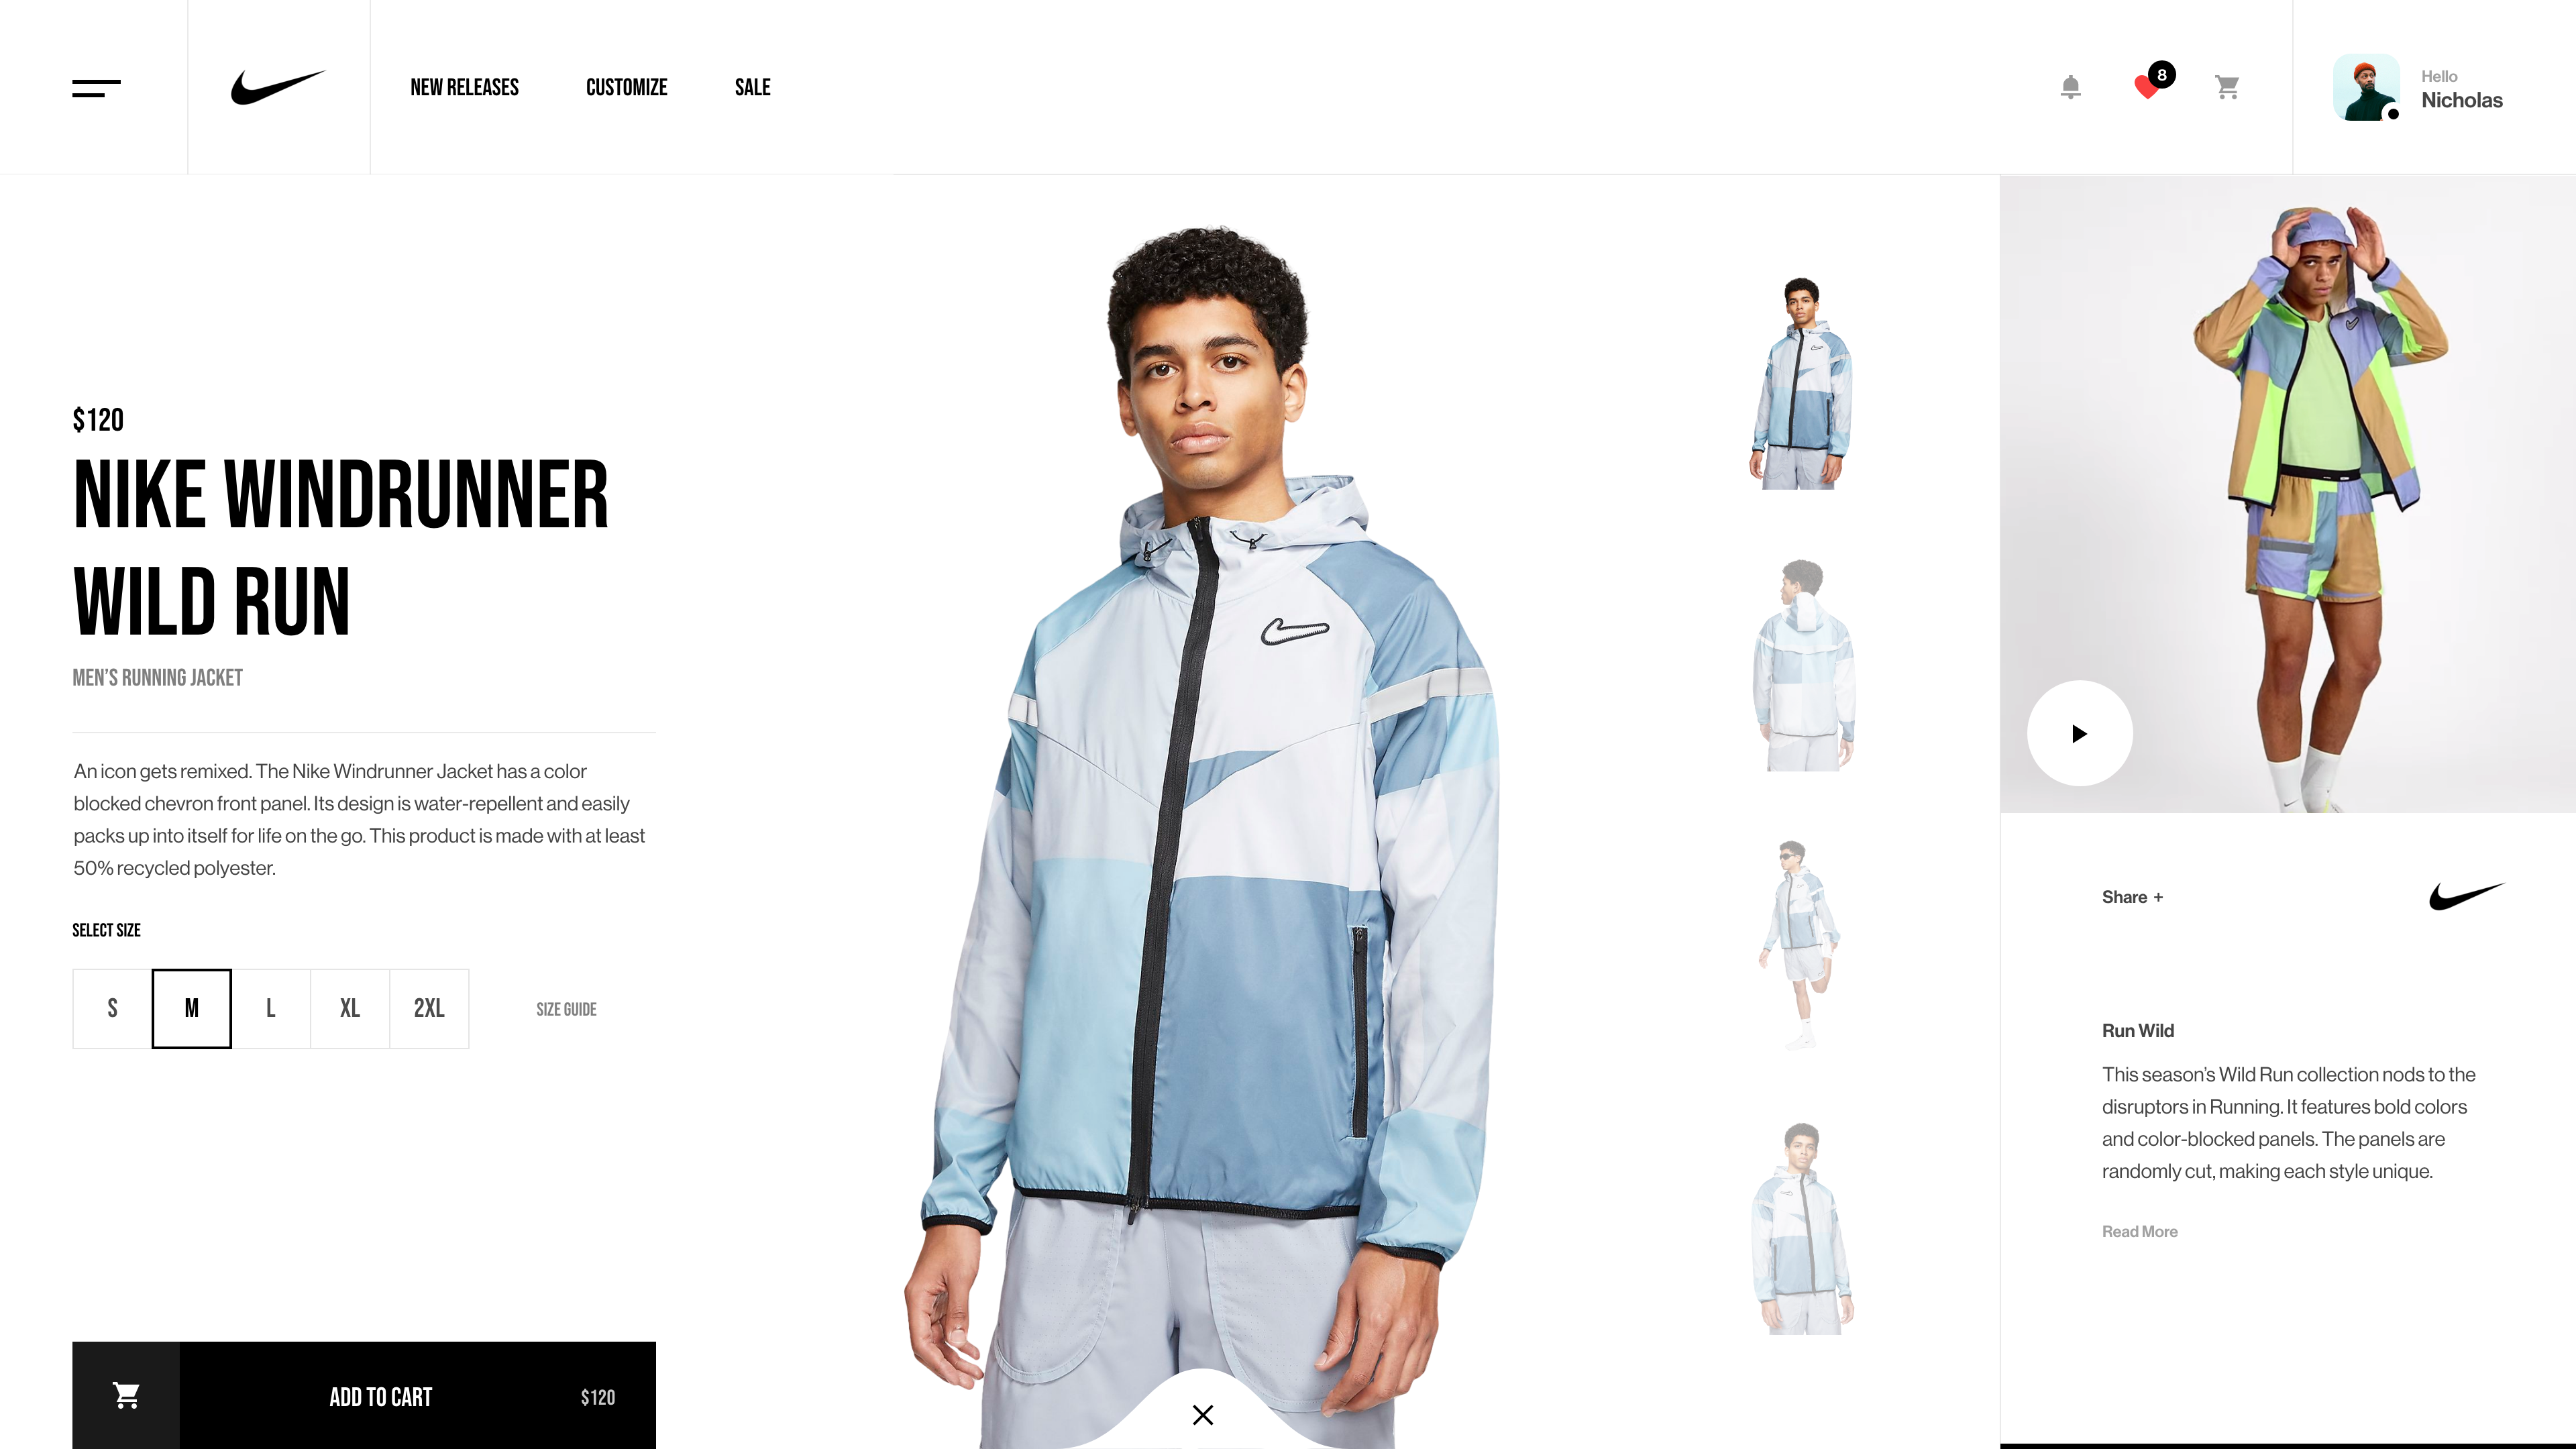 NEW RELEASES
CUSTOMIZE
SALE
8
Hello
Nicholas
$120
NIKE WINDRUNNER
WILD RUN
MEN'S RUNNING JACKET
An icon gets remixed. The Nike Windrunner Jacket has a color
blocked chevron front panel. Its design is water-repellent and easily
packs up into itself for life on the go. This product is made with at least
50% recycled polyester.
SELECT SIZE
S
M
L
XL
2XL
SIZE GUIDE
ADD TO CART
$120
Share +
Run Wild
This season's Wild Run collection nods to the
disruptors in Running. It features bold colors
and color-blocked panels. The panels are
randomly cut, making each style unique.
Read More